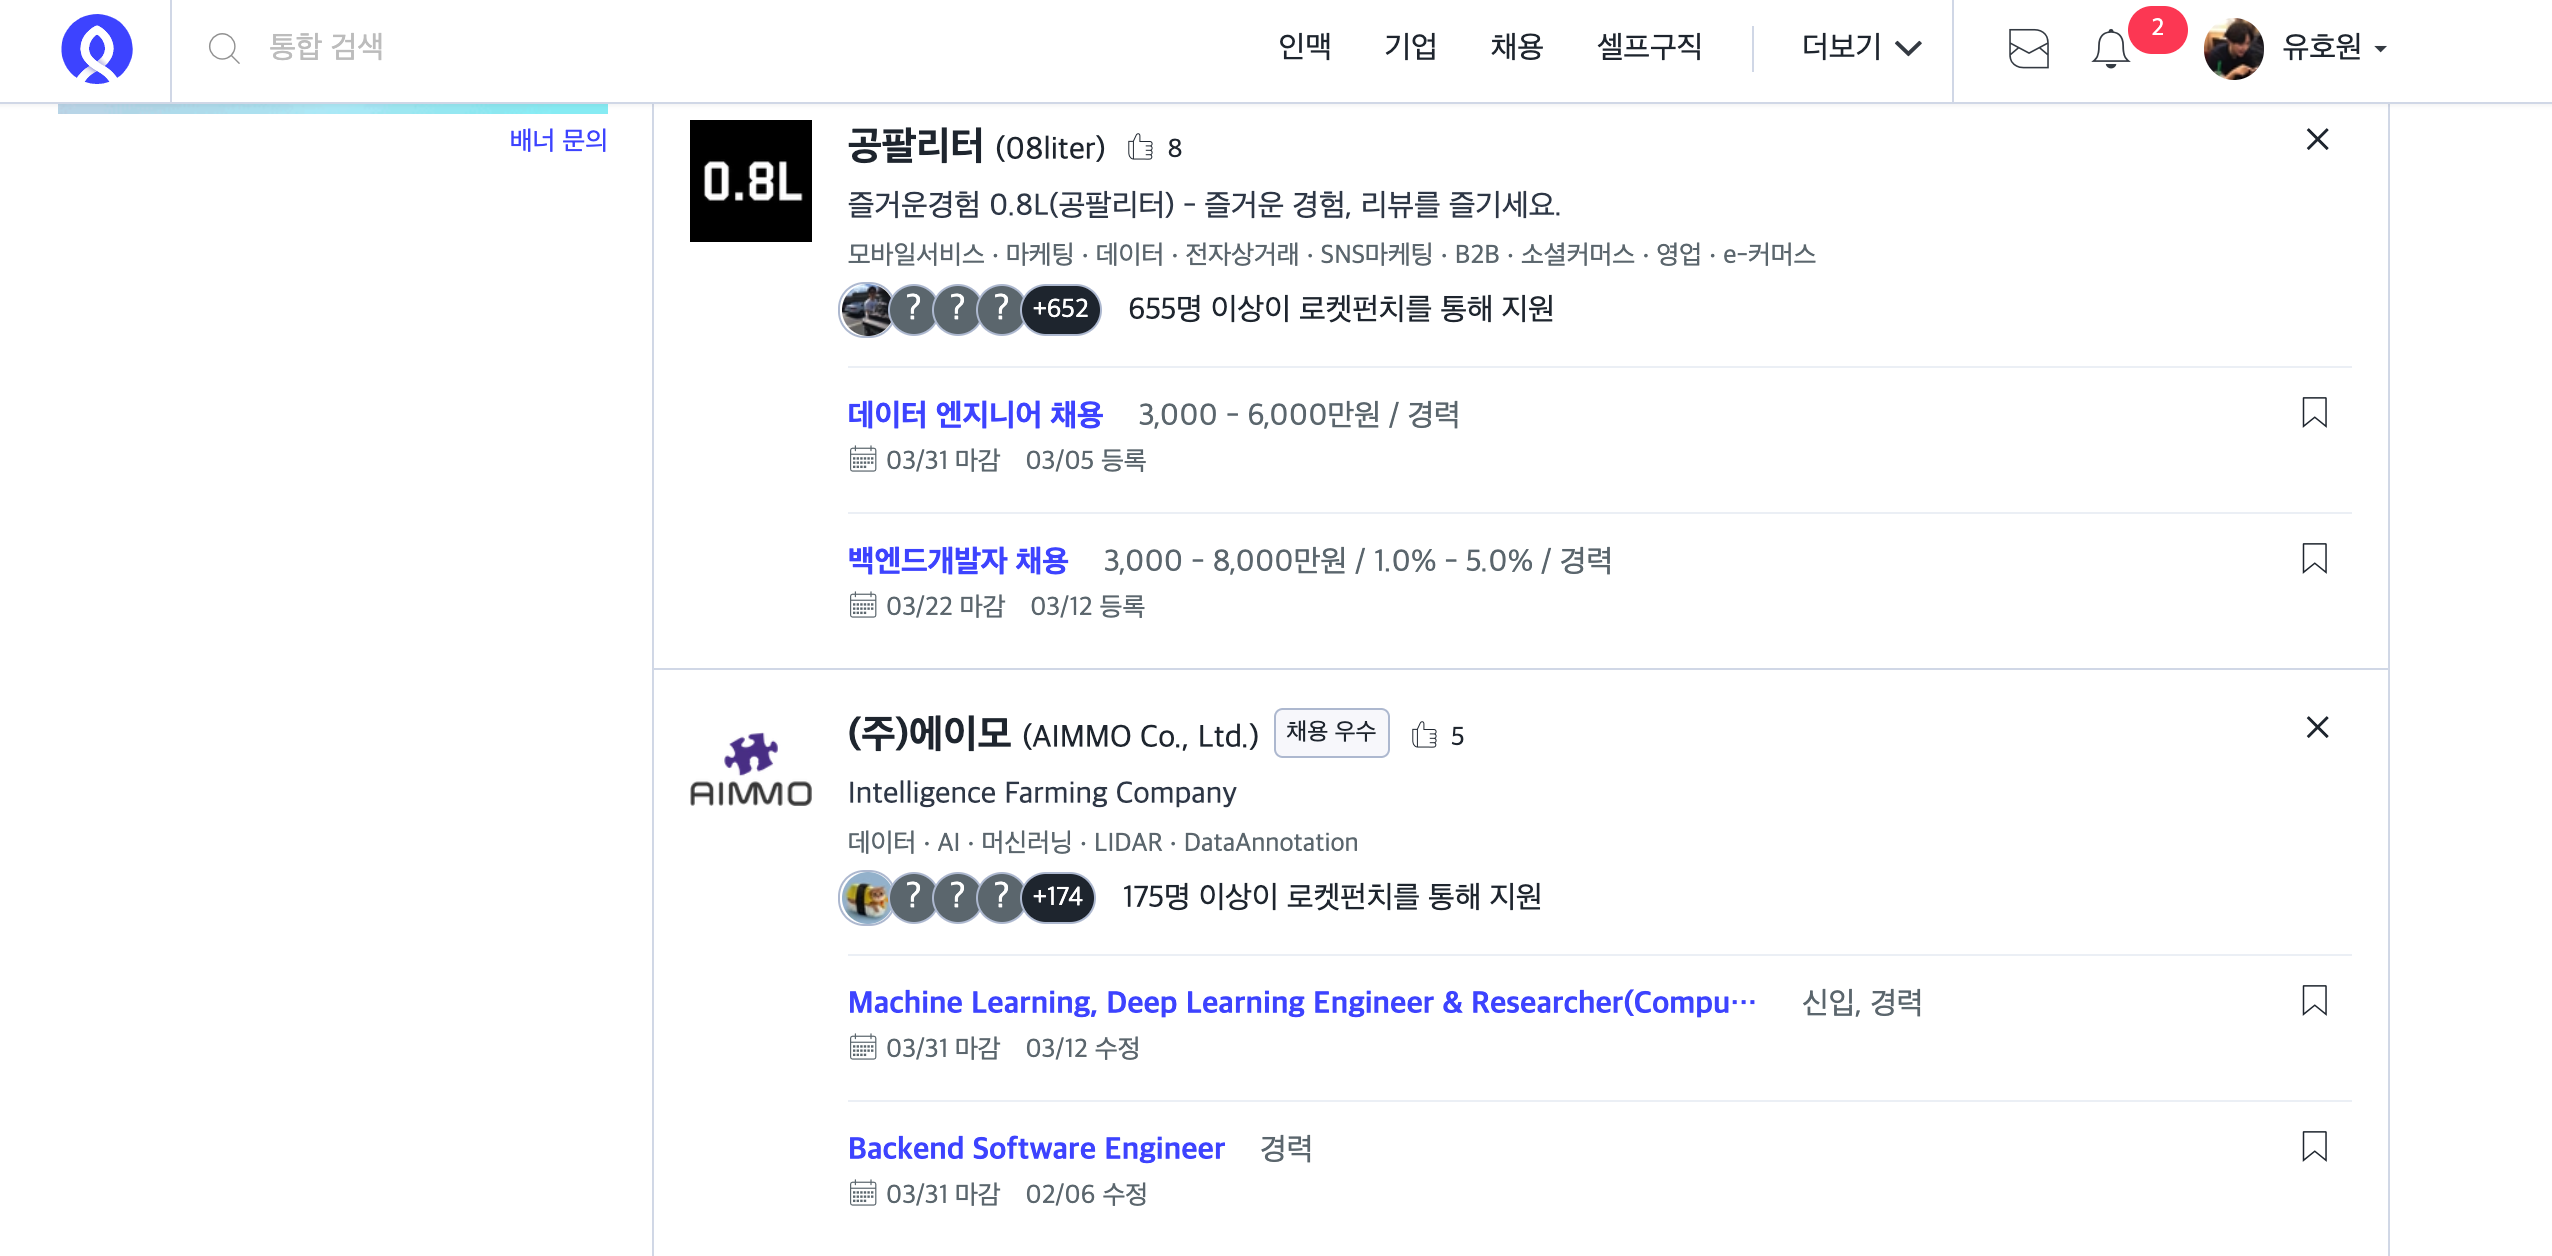 통합 검색
인맥 기업 채용 셀프구직 더보기 2 유호원
배너 문의
0.8L
공팔리터 (08liter) 8
즐거운경험 0.8L(공팔리터) - 즐거운 경험, 리뷰를 즐기세요.
모바일서비스 · 마케팅 · 데이터 · 전자상거래 · SNS마케팅 · B2B · 소셜커머스 · 영업 · e-커머스
? ? ? +652 655명 이상이 로켓펀치를 통해 지원
데이터 엔지니어 채용 3,000 - 6,000만원 / 경력
03/31 마감 03/05 등록
백엔드개발자 채용 3,000 - 8,000만원 / 1.0% - 5.0% / 경력
03/22 마감 03/12 등록
AIMMO
(주)에이모 (AIMMO Co., Ltd.) 채용 우수 5
Intelligence Farming Company
데이터 · AI · 머신러닝 · LIDAR · DataAnnotation
? ? ? +174 175명 이상이 로켓펀치를 통해 지원
Machine Learning, Deep Learning Engineer & Researcher(Compu… 신입, 경력
03/31 마감 03/12 수정
Backend Software Engineer 경력
03/31 마감 02/06 수정